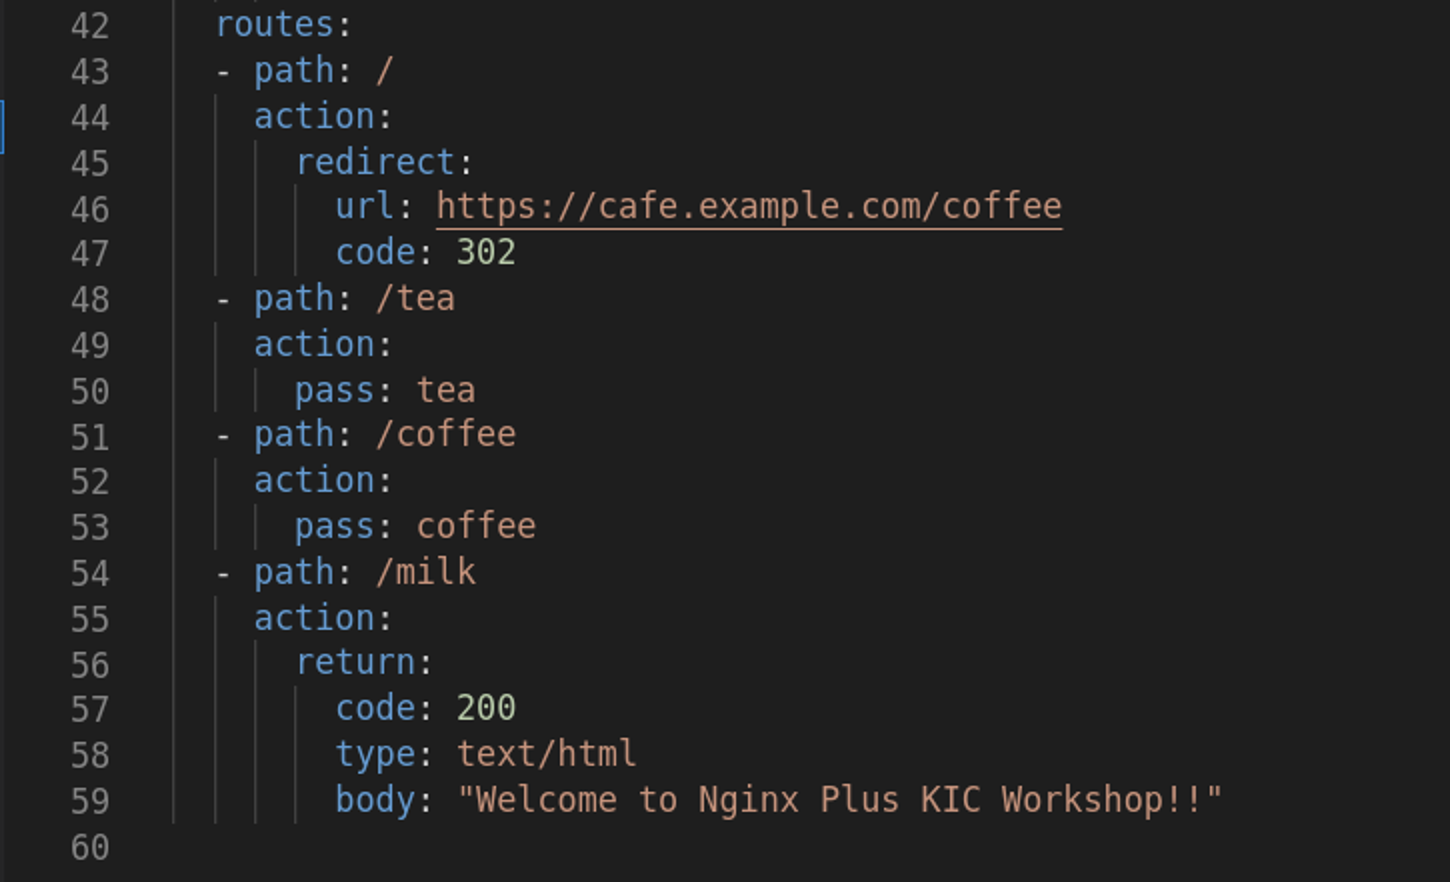 42 routes:
43 - path: /
44 action:
45 redirect:
46 url: https://cafe.example.com/coffee
47 code: 302
48 - path: /tea
49 action:
50 pass: tea
51 - path: /coffee
52 action:
53 pass: coffee
54 - path: /milk
55 action:
56 return:
57 code: 200
58 type: text/html
59 body: "Welcome to Nginx Plus KIC Workshop!!"
60